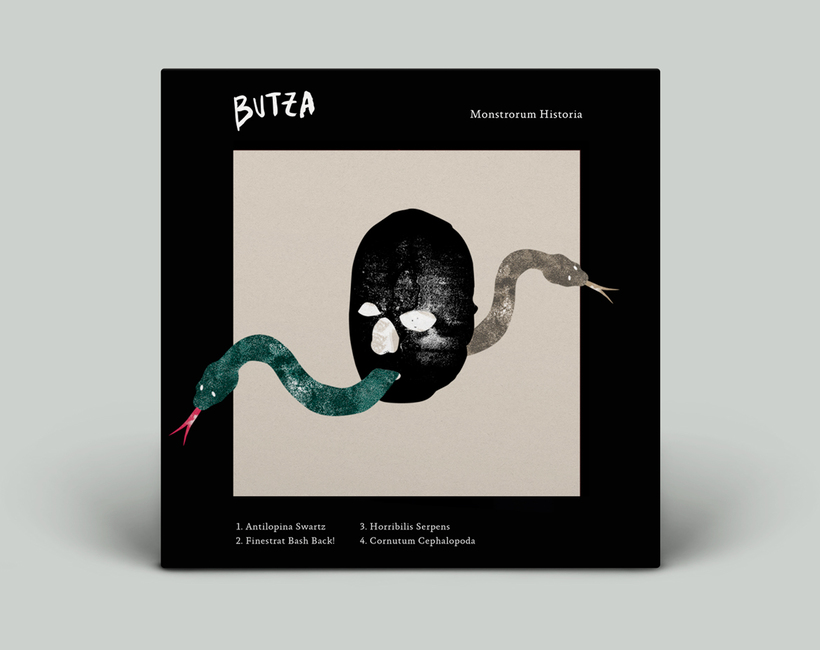 BUTZA
Monstrorum Historia
1. Antilopina Swartz
2. Finestrat Bash Back!
3. Horribilis Serpens
4. Cornutum Cephalopoda